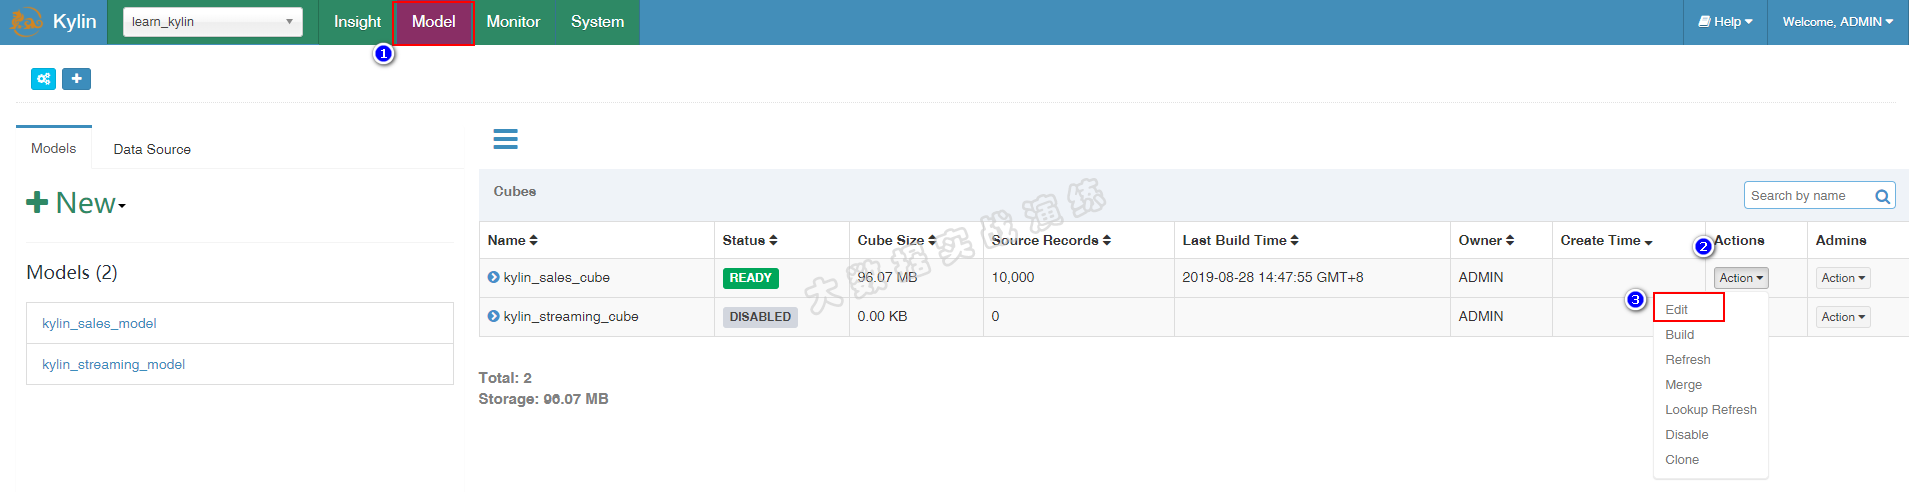 Kylin learn_kylin Insight Model Monitor System Help Welcome, ADMIN
1
Models Data Source
New
Models (2)
kylin_sales_model
kylin_streaming_model
Cubes Search by name
Name Status Cube Size Source Records Last Build Time Owner Create Time 2 Actions Admins
kylin_sales_cube READY 96.07 MB 10,000 2019-08-28 14:47:55 GMT+8 ADMIN Action Action
kylin_streaming_cube DISABLED 0.00 KB 0 ADMIN Action
3 Edit
Build
Refresh
Merge
Lookup Refresh
Disable
Clone
Total: 2
Storage: 96.07 MB
大数据实战演练